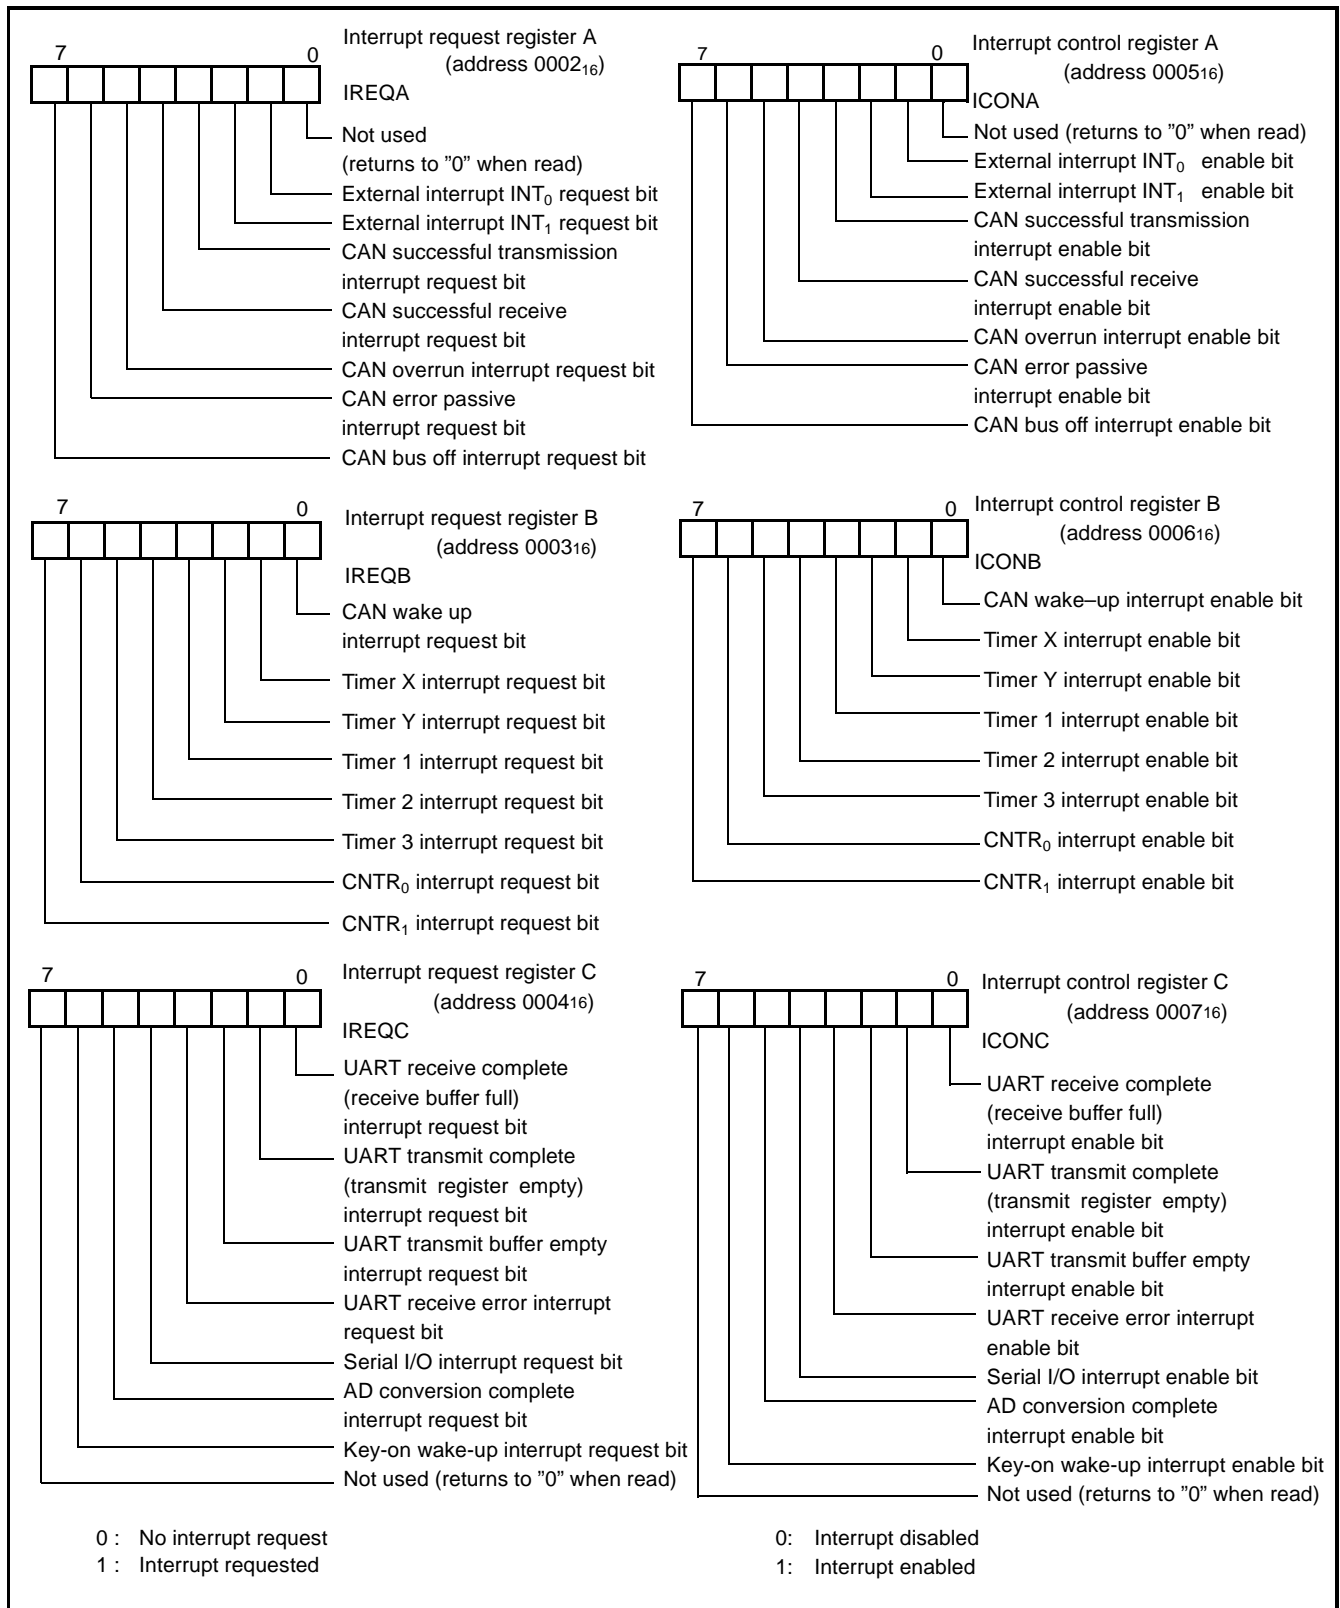 7 0
Interrupt request register A
(address 0002₁₆)
IREQA
Not used
(returns to ”0” when read)
External interrupt INT₀ request bit
External interrupt INT₁ request bit
CAN successful transmission
interrupt request bit
CAN successful receive
interrupt request bit
CAN overrun interrupt request bit
CAN error passive
interrupt request bit
CAN bus off interrupt request bit
7 0
Interrupt control register A
(address 000516)
ICONA
Not used (returns to ”0” when read)
External interrupt INT₀ enable bit
External interrupt INT₁ enable bit
CAN successful transmission
interrupt enable bit
CAN successful receive
interrupt enable bit
CAN overrun interrupt enable bit
CAN error passive
interrupt enable bit
CAN bus off interrupt enable bit
7 0
Interrupt request register B
(address 000316)
IREQB
CAN wake up
interrupt request bit
Timer X interrupt request bit
Timer Y interrupt request bit
Timer 1 interrupt request bit
Timer 2 interrupt request bit
Timer 3 interrupt request bit
CNTR₀ interrupt request bit
CNTR₁ interrupt request bit
7 0
Interrupt control register B
(address 000616)
ICONB
CAN wake–up interrupt enable bit
Timer X interrupt enable bit
Timer Y interrupt enable bit
Timer 1 interrupt enable bit
Timer 2 interrupt enable bit
Timer 3 interrupt enable bit
CNTR₀ interrupt enable bit
CNTR₁ interrupt enable bit
7 0
Interrupt request register C
(address 000416)
IREQC
UART receive complete
(receive buffer full)
interrupt request bit
UART transmit complete
(transmit register empty)
interrupt request bit
UART transmit buffer empty
interrupt request bit
UART receive error interrupt
request bit
Serial I/O interrupt request bit
AD conversion complete
interrupt request bit
Key-on wake-up interrupt request bit
Not used (returns to ”0” when read)
0 : No interrupt request
1 : Interrupt requested
7 0
Interrupt control register C
(address 000716)
ICONC
UART receive complete
(receive buffer full)
interrupt enable bit
UART transmit complete
(transmit register empty)
interrupt enable bit
UART transmit buffer empty
interrupt enable bit
UART receive error interrupt
enable bit
Serial I/O interrupt enable bit
AD conversion complete
interrupt enable bit
Key-on wake-up interrupt enable bit
Not used (returns to ”0” when read)
0: Interrupt disabled
1: Interrupt enabled